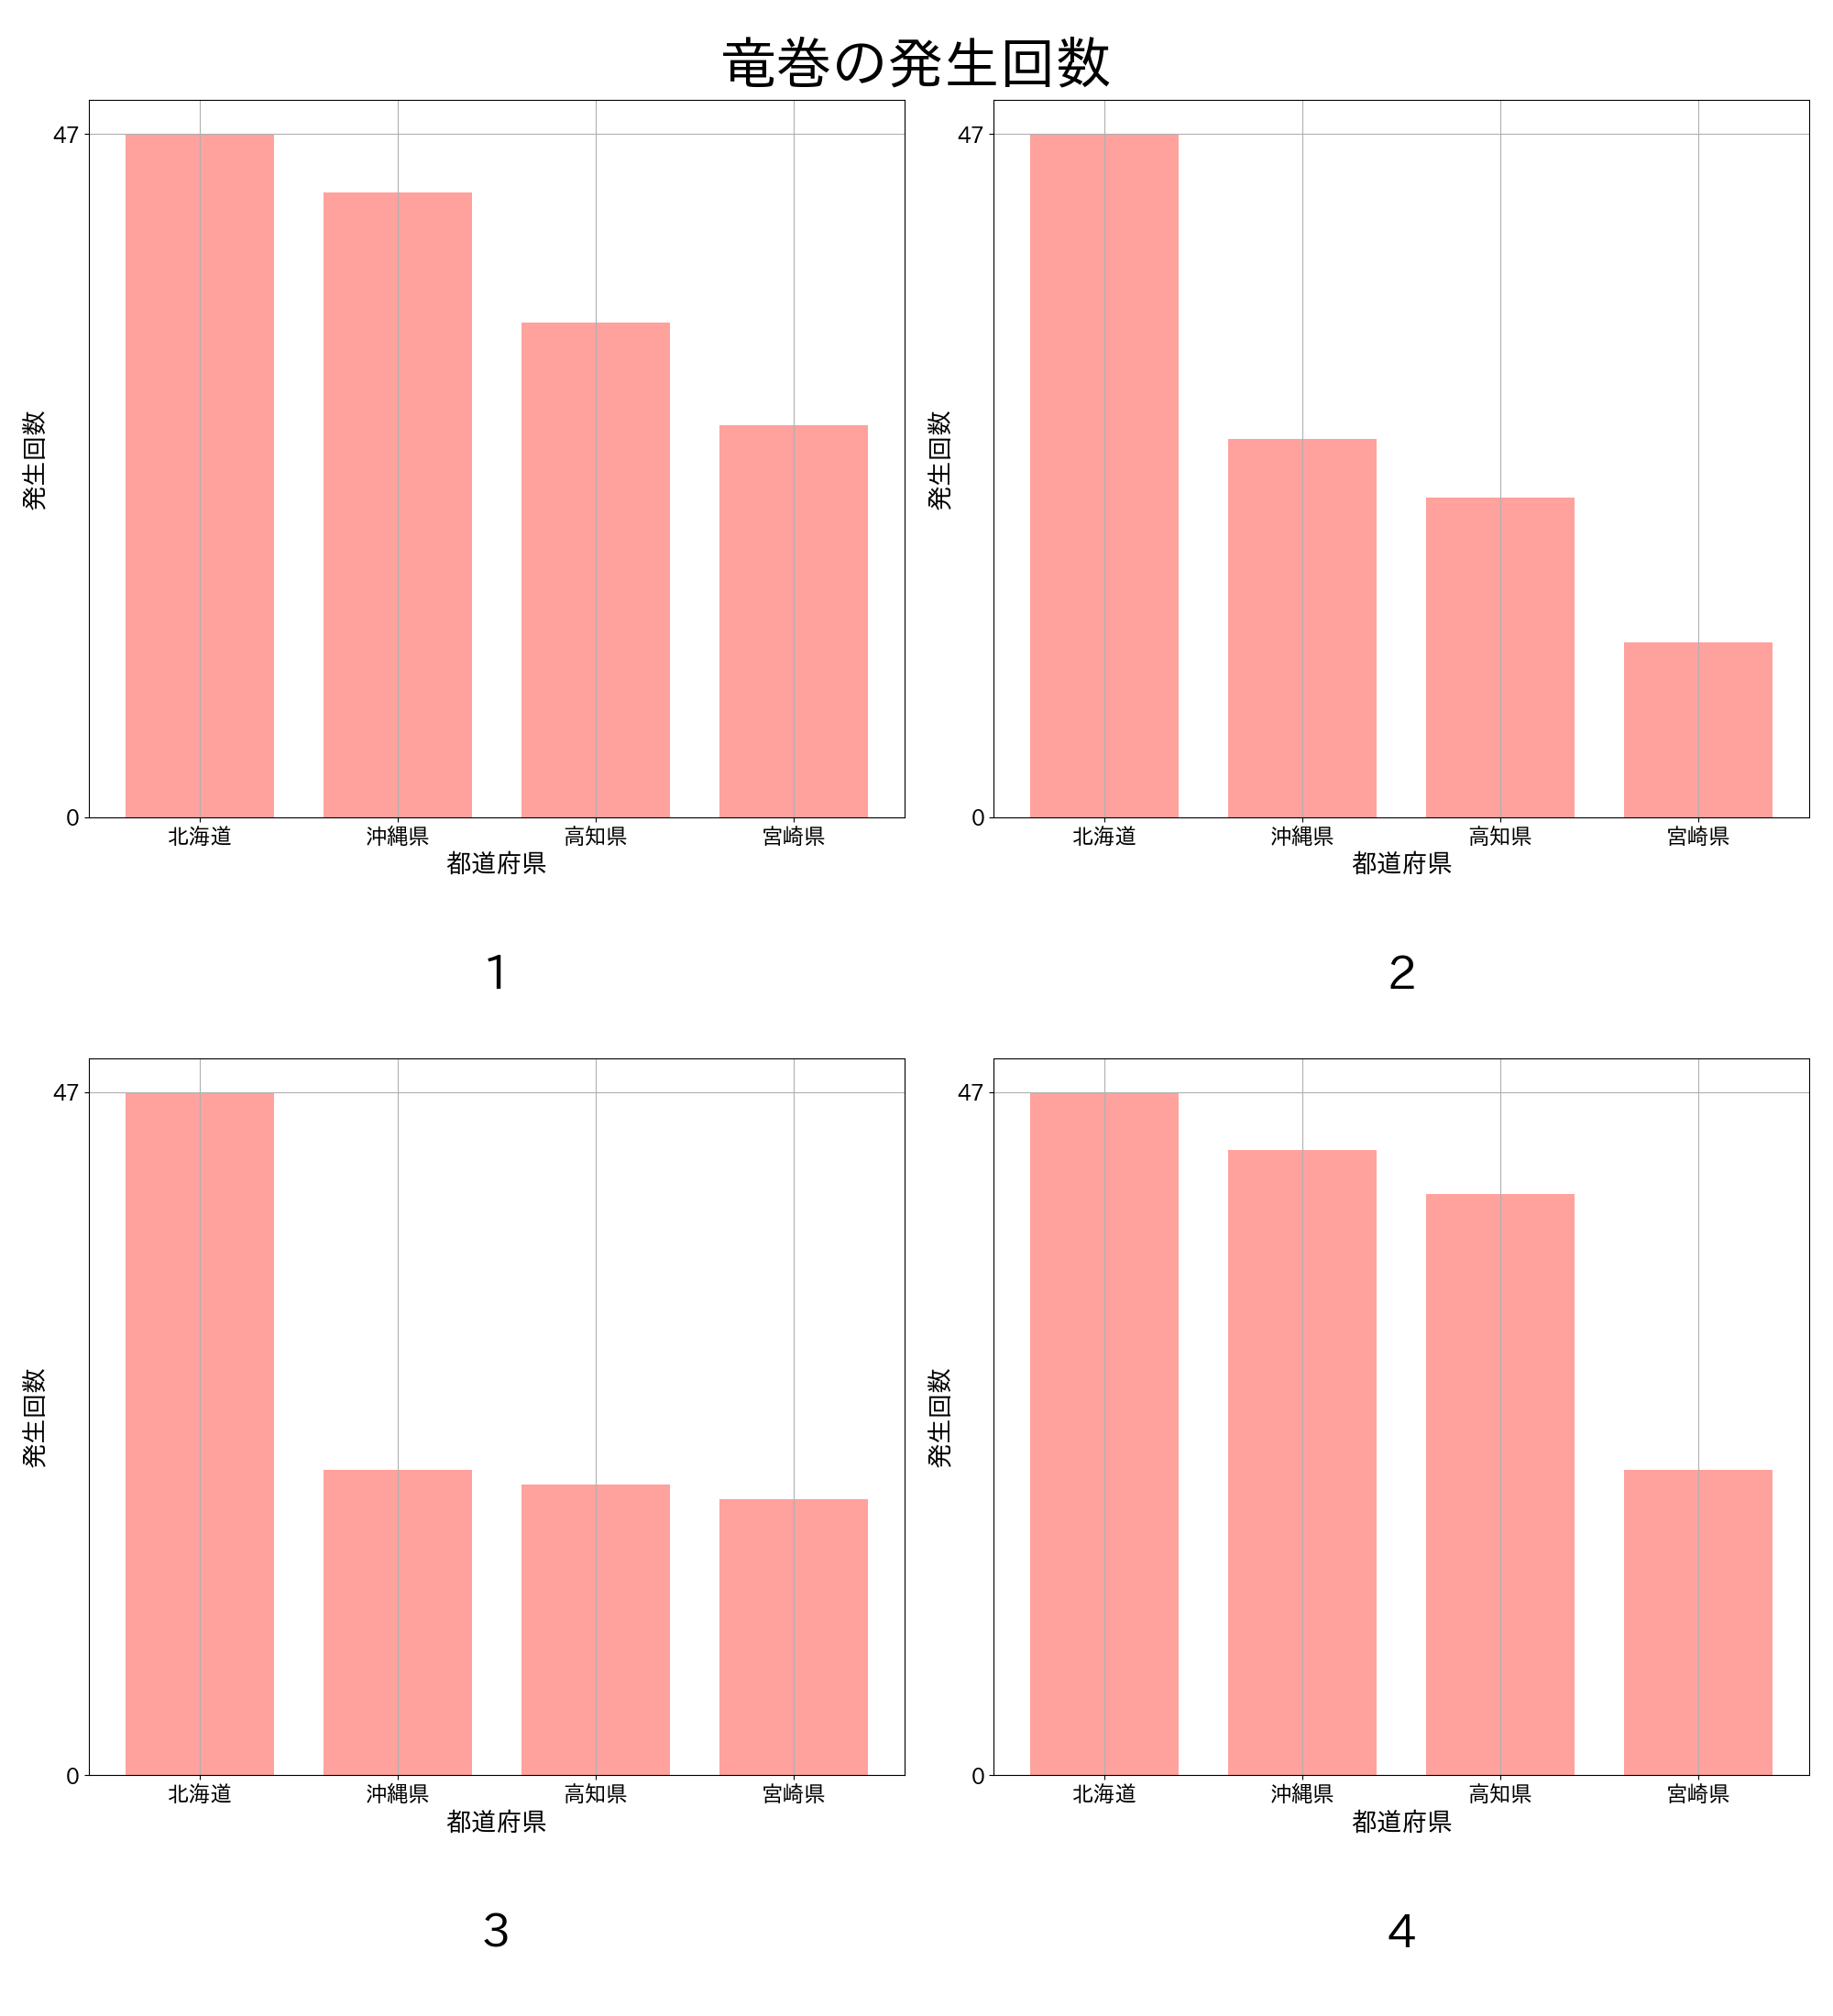 竜巻の発生回数
47
0
発生回数
北海道 沖縄県 高知県 宮崎県
都道府県
1
47
0
発生回数
北海道 沖縄県 高知県 宮崎県
都道府県
2
47
0
発生回数
北海道 沖縄県 高知県 宮崎県
都道府県
3
47
0
発生回数
北海道 沖縄県 高知県 宮崎県
都道府県
4